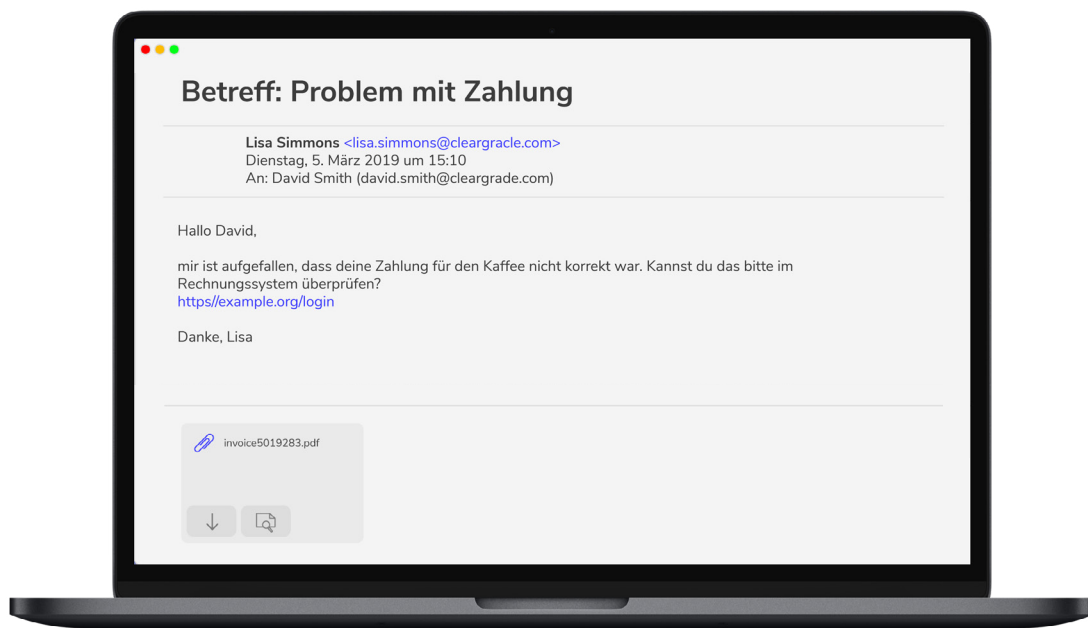 Betreff: Problem mit Zahlung
Lisa Simmons <lisa.simmons@cleargracle.com>
Dienstag, 5. März 2019 um 15:10
An: David Smith (david.smith@cleargrade.com)
Hallo David,
mir ist aufgefallen, dass deine Zahlung für den Kaffee nicht korrekt war. Kannst du das bitte im
Rechnungssystem überprüfen?
https//example.org/login
Danke, Lisa
invoice5019283.pdf